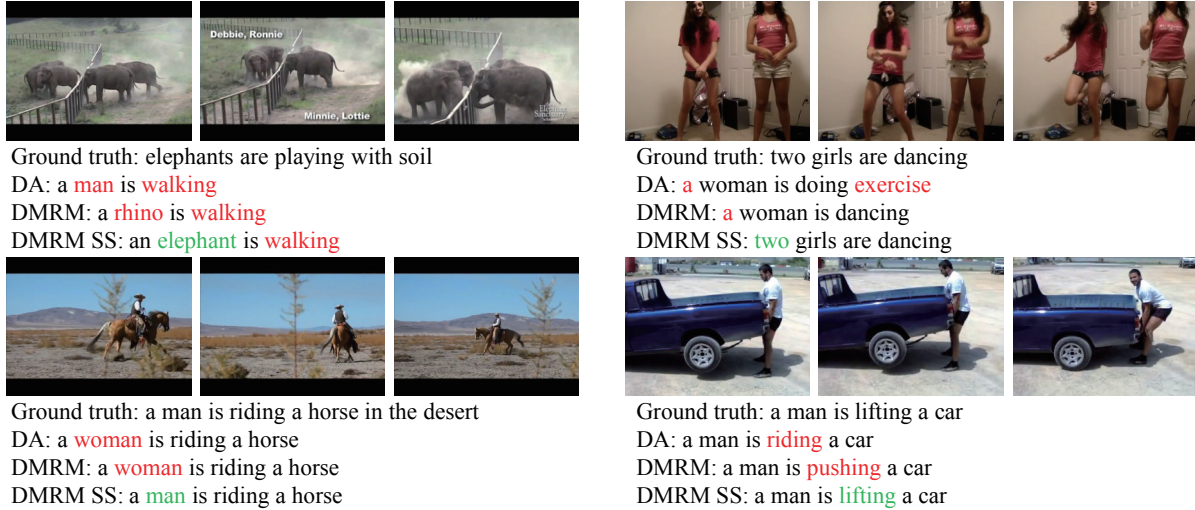 Debbie, Ronnie
Minnie, Lottie
The Elephant
Sanctuary
Ground truth: elephants are playing with soil
DA: a man is walking
DMRM: a rhino is walking
DMRM SS: an elephant is walking
Ground truth: two girls are dancing
DA: a woman is doing exercise
DMRM: a woman is dancing
DMRM SS: two girls are dancing
Ground truth: a man is riding a horse in the desert
DA: a woman is riding a horse
DMRM: a woman is riding a horse
DMRM SS: a man is riding a horse
Ground truth: a man is lifting a car
DA: a man is riding a car
DMRM: a man is pushing a car
DMRM SS: a man is lifting a car